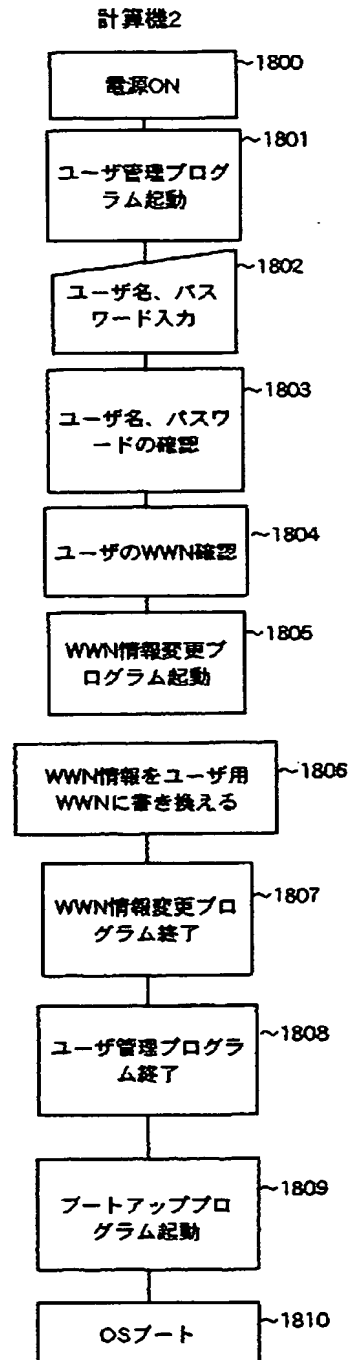 計算機2
電源ON
~1800
ユーザ管理プログ
ラム起動
~1801
ユーザ名、パス
ワード入力
~1802
ユーザ名、パスワ
ードの確認
~1803
ユーザのWWN確認
~1804
WWN情報変更プ
ログラム起動
~1805
WWN情報をユーザ用
WWNに書き換える
~1806
WWN情報変更プロ
グラム終了
~1807
ユーザ管理プログラ
ム終了
~1808
ブートアッププロ
グラム起動
~1809
OSブート
~1810